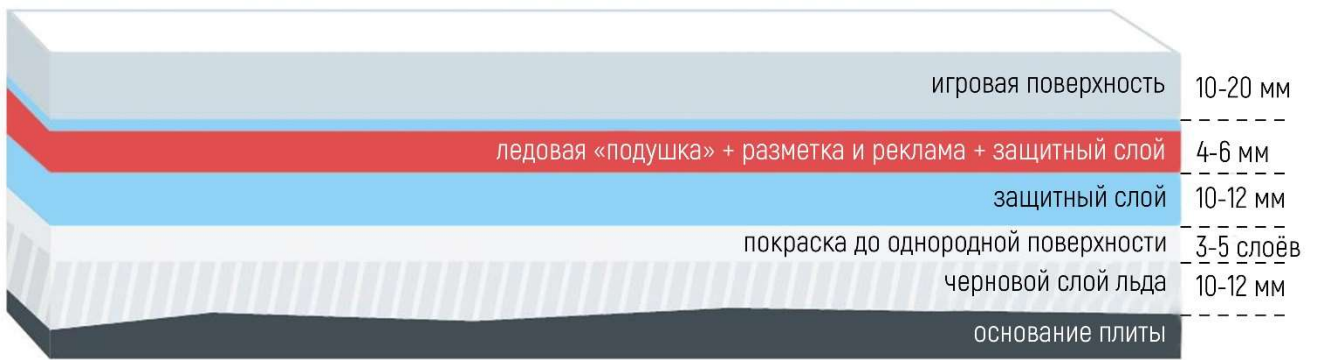 игровая поверхность 10-20 мм
ледовая «подушка» + разметка и реклама + защитный слой 4-6 мм
защитный слой 10-12 мм
покраска до однородной поверхности 3-5 слоёв
черновой слой льда 10-12 мм
основание плиты